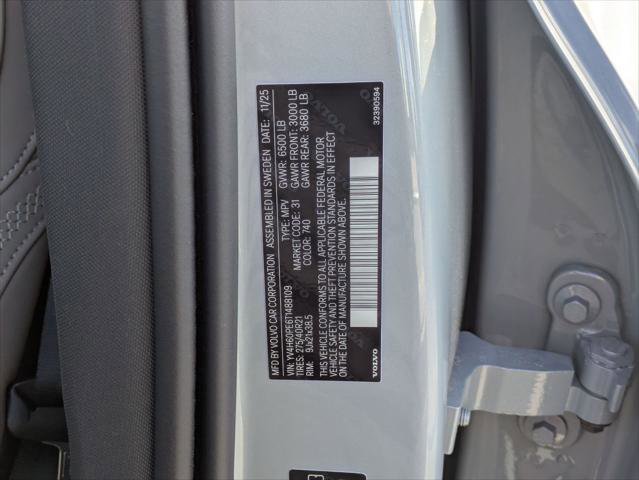 MFD BY VOLVO CAR CORPORATION ASSEMBLED IN SWEDEN DATE: 11/25
VIN: YV4H60PE6T1488109 GVWR: 6500 LB
TIRES: 275/40R21 TYPE: MPV GAWR FRONT: 3000 LB
RIM: 9Jx21x38.5 MARKET CODE: 31 GAWR REAR: 3680 LB
COLOR: 740
THIS VEHICLE CONFORMS TO ALL APPLICABLE FEDERAL MOTOR
VEHICLE SAFETY AND THEFT PREVENTION STANDARDS IN EFFECT
ON THE DATE OF MANUFACTURE SHOWN ABOVE.
VOLVO 32390594